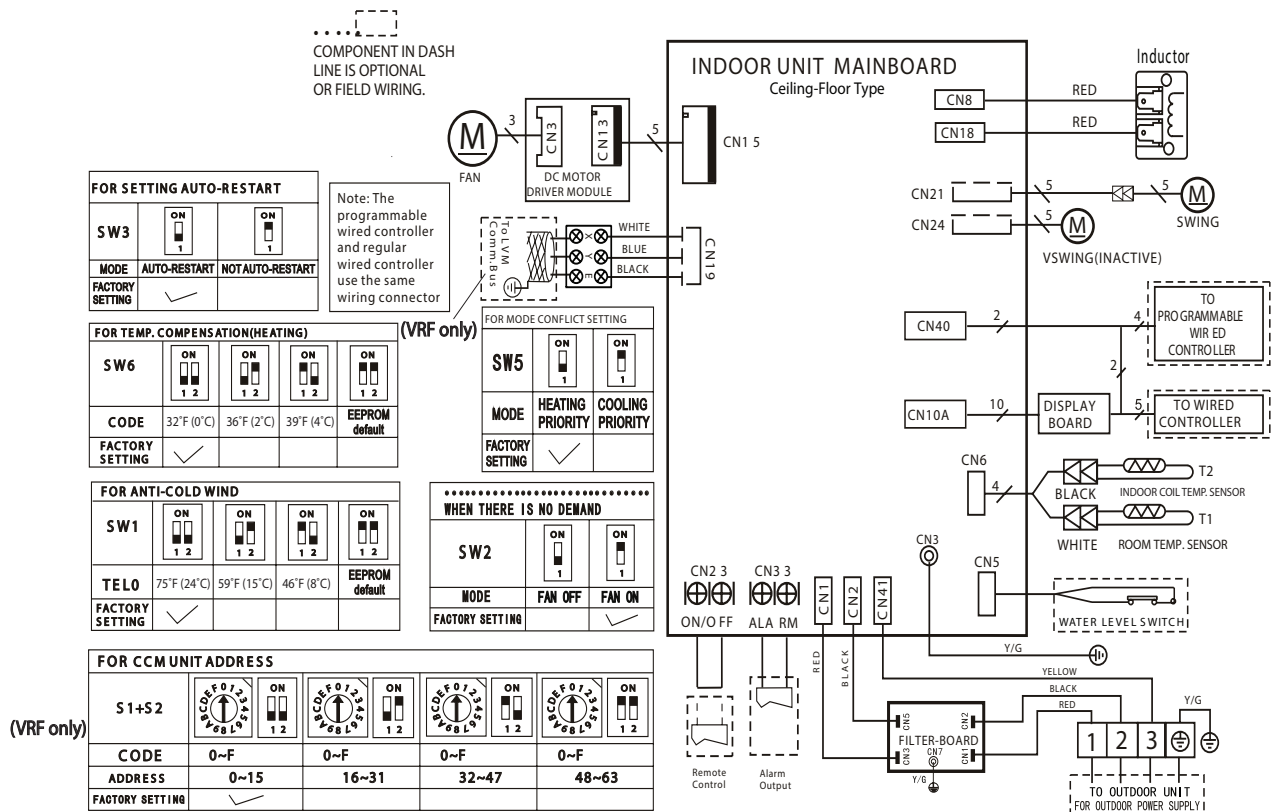 COMPONENT IN DASH
LINE IS OPTIONAL
OR FIELD WIRING.
INDOOR UNIT MAINBOARD
Ceiling-Floor Type
M
FAN
3
CN3
CN13
DC MOTOR
DRIVER MODULE
5
CN1 5
CN8
RED
CN18
RED
Inductor
CN21
5
5
M
SWING
CN24
5
M
VSWING(INACTIVE)
FOR SETTING AUTO-RESTART
SW3
ON
1
ON
1
MODE
AUTO-RESTART
NOT AUTO-RESTART
FACTORY
SETTING
Note: The
programmable
wired controller
and regular
wired controller
use the same
wiring connector
To LVM
Comm.Bus
X
Y
E
WHITE
BLUE
BLACK
CN19
(VRF only)
FOR TEMP. COMPENSATION(HEATING)
SW6
ON
1 2
ON
1 2
ON
1 2
ON
1 2
CODE
32°F (0°C)
36°F (2°C)
39°F (4°C)
EEPROM
default
FACTORY
SETTING
FOR MODE CONFLICT SETTING
SW5
ON
1
ON
1
MODE
HEATING
PRIORITY
COOLING
PRIORITY
FACTORY
SETTING
CN40
2
4
TO
PROGRAMMABLE
WIR ED
CONTROLLER
2
CN10A
10
DISPLAY
BOARD
5
TO WIRED
CONTROLLER
CN6
4
BLACK
T2
INDOOR COIL TEMP. SENSOR
T1
WHITE
ROOM TEMP. SENSOR
FOR ANTI-COLD WIND
SW1
ON
1 2
ON
1 2
ON
1 2
ON
1 2
TEL0
75°F (24°C)
59°F (15°C)
46°F (8°C)
EEPROM
default
FACTORY
SETTING
WHEN THERE IS NO DEMAND
SW2
ON
1
ON
1
MODE
FAN OFF
FAN ON
FACTORY SETTING
CN2 3
ON/O FF
CN3 3
ALA RM
CN1
CN2
CN41
CN3
CN5
WATER LEVEL SWITCH
Y/G
RED
BLACK
YELLOW
BLACK
RED
Y/G
Remote
Control
Alarm
Output
CN5
CN2
FILTER-BOARD
CN3
CN7
CN1
Y/G
1
2
3
TO OUTDOOR UNIT
FOR OUTDOOR POWER SUPPLY
(VRF only)
FOR CCM UNIT ADDRESS
S1+S2
0123456789ABCDEF
ON
1 2
0123456789ABCDEF
ON
1 2
0123456789ABCDEF
ON
1 2
0123456789ABCDEF
ON
1 2
CODE
0~F
0~F
0~F
0~F
ADDRESS
0~15
16~31
32~47
48~63
FACTORY SETTING